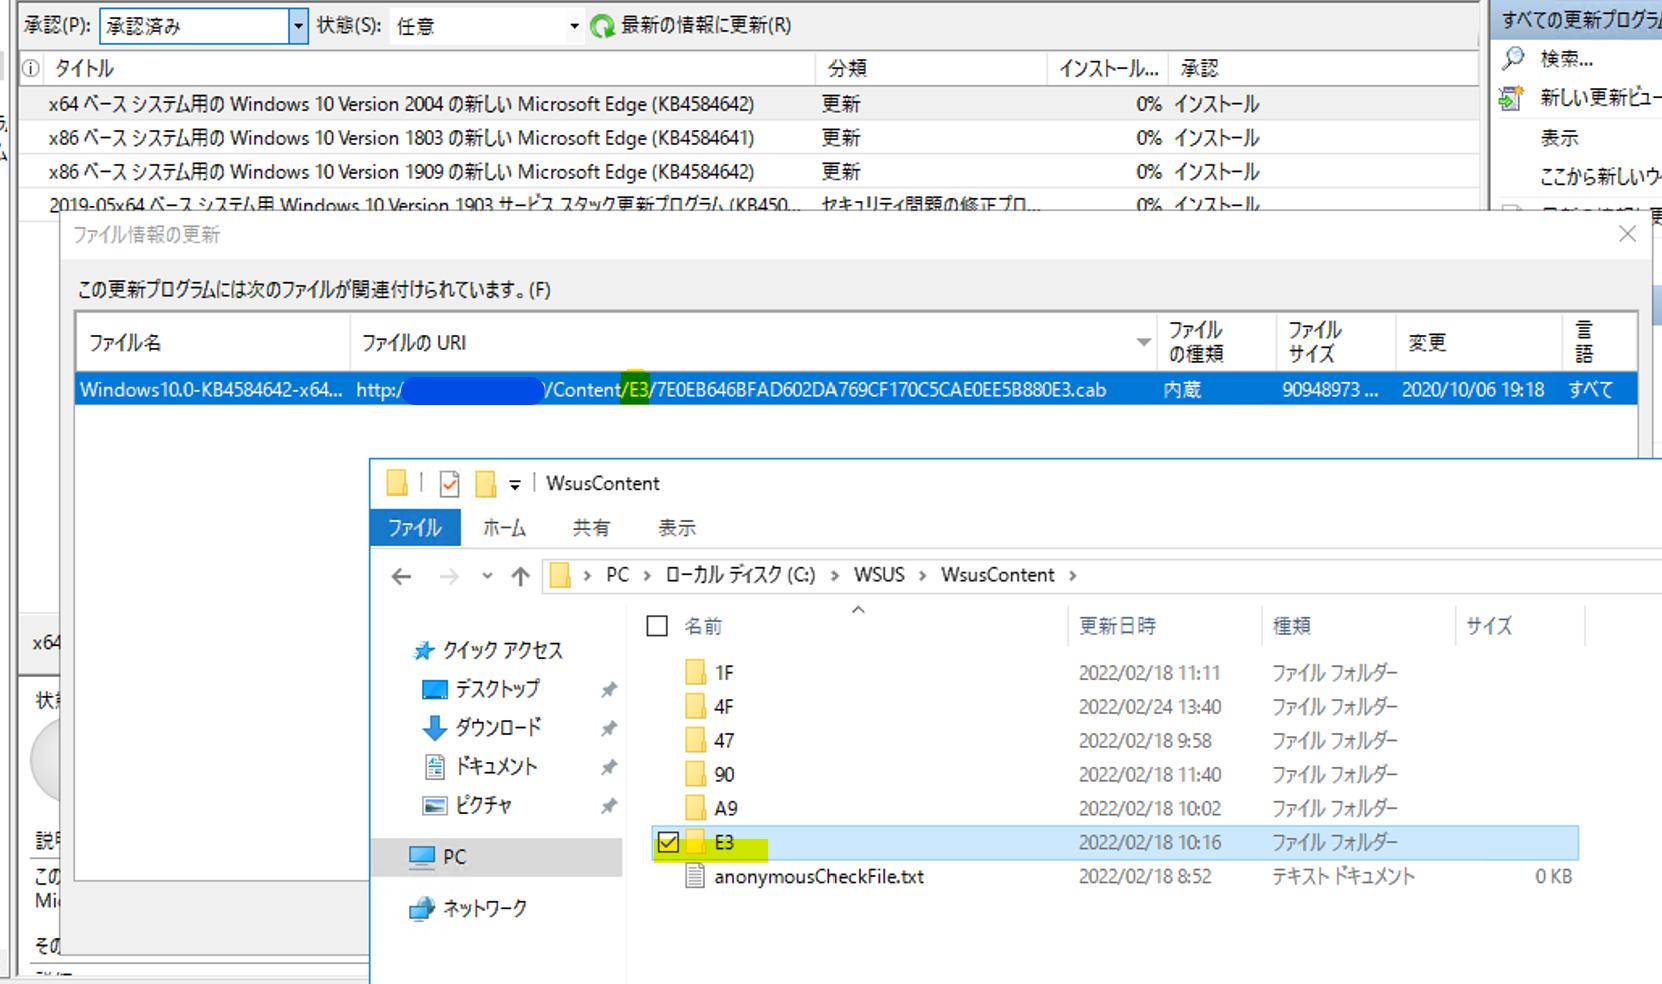 承認(P): 承認済み 状態(S): 任意 最新の情報に更新(R)
タイトル 分類 インストール... 承認
x64 ベース システム用の Windows 10 Version 2004 の新しい Microsoft Edge (KB4584642) 更新 0% インストール
x86 ベース システム用の Windows 10 Version 1803 の新しい Microsoft Edge (KB4584641) 更新 0% インストール
x86 ベース システム用の Windows 10 Version 1909 の新しい Microsoft Edge (KB4584642) 更新 0% インストール
2019-05x64 ベース システム用 Windows 10 Version 1903 サービス スタック更新プログラム (KB450... セキュリティ問題の修正プロ... 0% インストール
すべての更新プログラム
検索...
新しい更新ビュー
表示
ここから新しいウィ
ファイル情報の更新
この更新プログラムには次のファイルが関連付けられています。(F)
ファイル名 ファイルの URI ファイルの種類 ファイル サイズ 変更 言語
Windows10.0-KB4584642-x64... http:/ )/Content/E3/7E0EB646BFAD602DA769CF170C5CAE0EE5B880E3.cab 内蔵 90948973 ... 2020/10/06 19:18 すべて
x64
状態
説明
この
Mic
その
WsusContent
ファイル ホーム 共有 表示
PC ローカル ディスク (C:) WSUS WsusContent
名前 更新日時 種類 サイズ
クイック アクセス
デスクトップ
ダウンロード
ドキュメント
ピクチャ
PC
ネットワーク
1F 2022/02/18 11:11 ファイル フォルダー
4F 2022/02/24 13:40 ファイル フォルダー
47 2022/02/18 9:58 ファイル フォルダー
90 2022/02/18 11:40 ファイル フォルダー
A9 2022/02/18 10:02 ファイル フォルダー
E3 2022/02/18 10:16 ファイル フォルダー
anonymousCheckFile.txt 2022/02/18 8:52 テキスト ドキュメント 0 KB